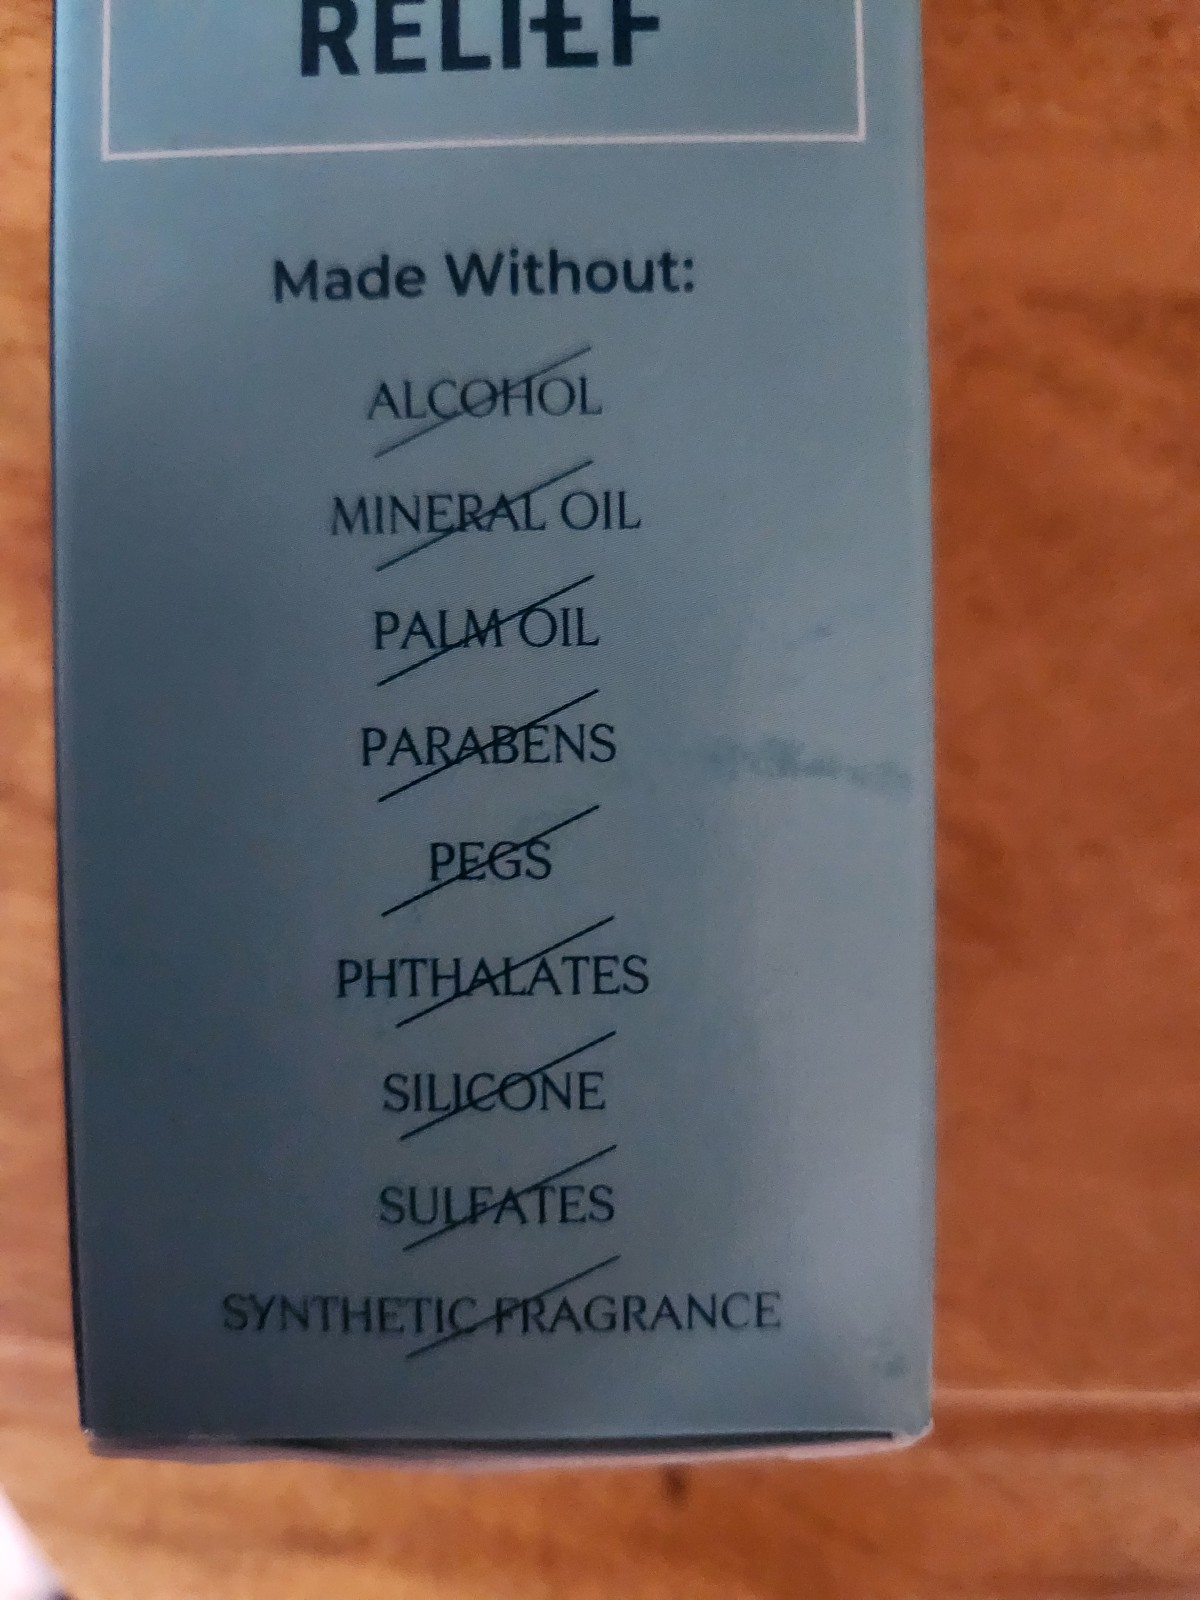 RELIEF
Made Without:
ALCOHOL
MINERAL OIL
PALM OIL
PARABENS
PEGS
PHTHALATES
SILICONE
SULFATES
SYNTHETIC FRAGRANCE